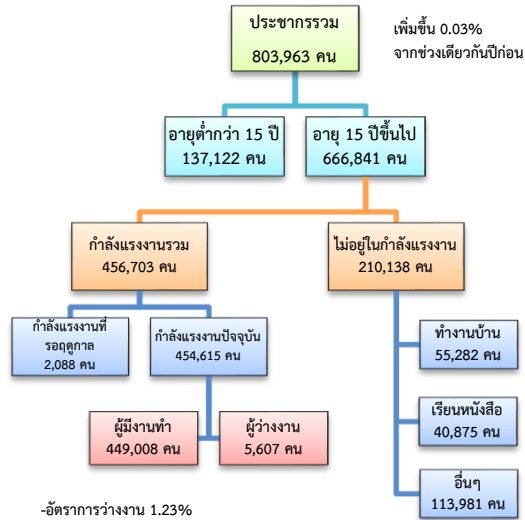 ประชากรรวม
803,963 คน
เพิ่มขึ้น 0.03%
จากช่วงเดียวกันปีก่อน
อายุต่ำกว่า 15 ปี
137,122 คน
อายุ 15 ปีขึ้นไป
666,841 คน
กำลังแรงงานรวม
456,703 คน
ไม่อยู่ในกำลังแรงงาน
210,138 คน
กำลังแรงงานที่
รอฤดูกาล
2,088 คน
กำลังแรงงานปัจจุบัน
454,615 คน
ทำงานบ้าน
55,282 คน
ผู้มีงานทำ
449,008 คน
ผู้ว่างงาน
5,607 คน
เรียนหนังสือ
40,875 คน
อื่นๆ
113,981 คน
-อัตราการว่างงาน 1.23%